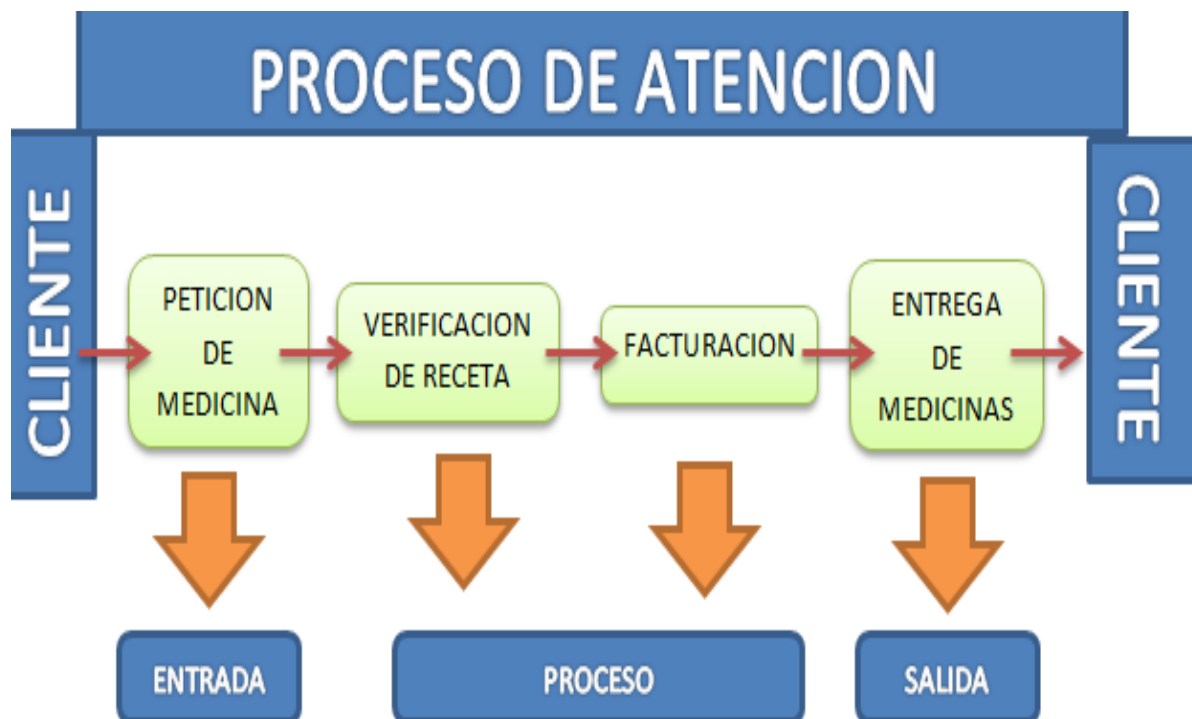 PROCESO DE ATENCION
CLIENTE
PETICION
DE
MEDICINA
VERIFICACION
DE RECETA
FACTURACION
ENTREGA
DE
MEDICINAS
CLIENTE
ENTRADA
PROCESO
SALIDA